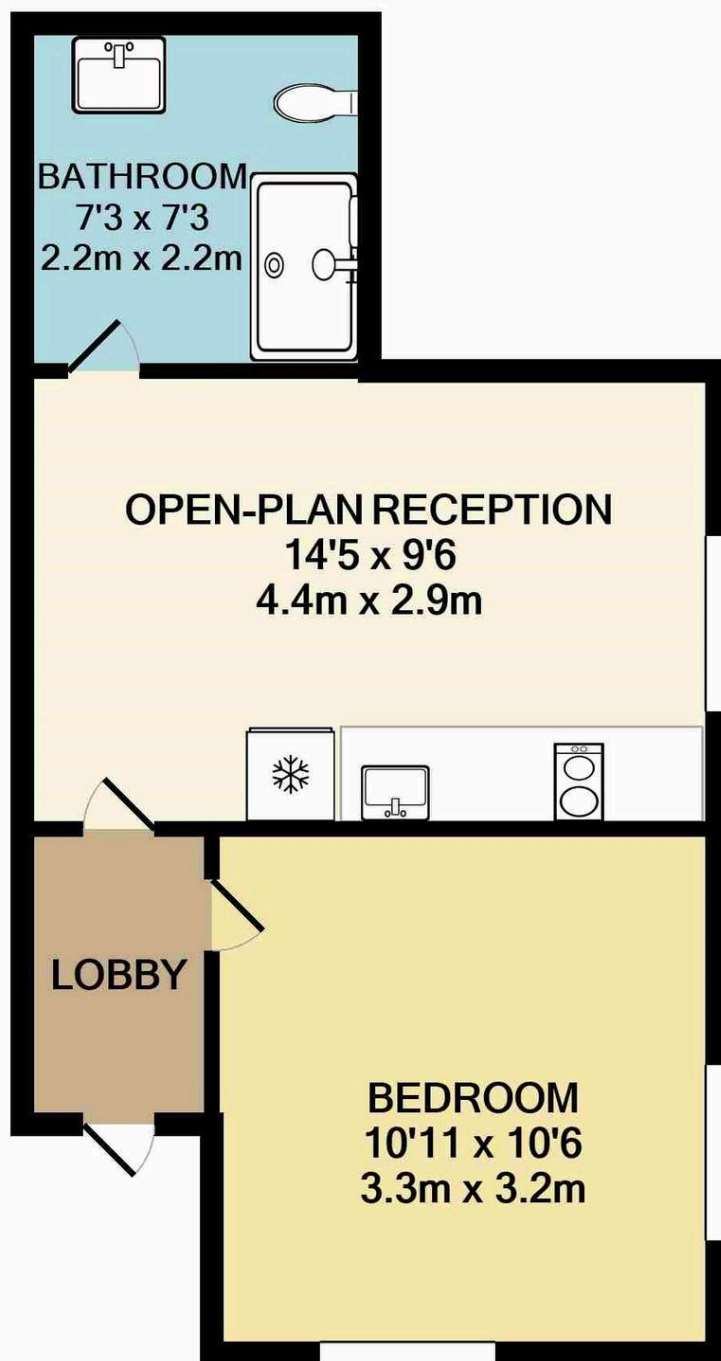 BATHROOM
7'3 x 7'3
2.2m x 2.2m
OPEN-PLAN RECEPTION
14'5 x 9'6
4.4m x 2.9m
LOBBY
BEDROOM
10'11 x 10'6
3.3m x 3.2m